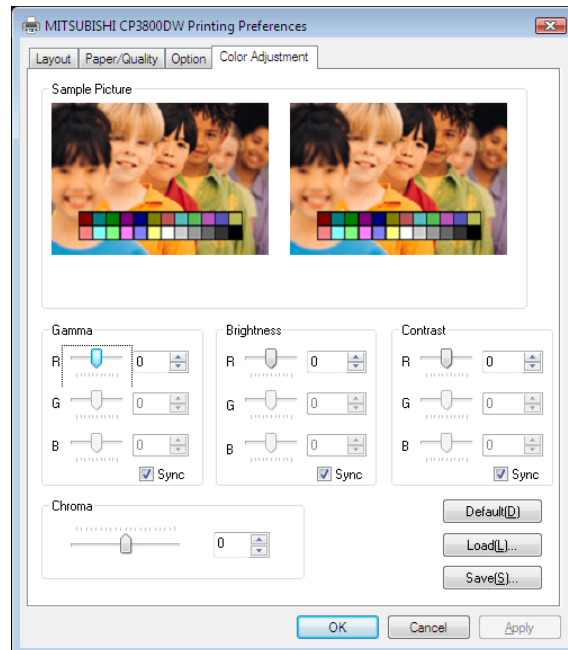 MITSUBISHI CP3800DW Printing Preferences
Layout Paper/Quality Option Color Adjustment
Sample Picture
Gamma Brightness Contrast
R 0 R 0 R 0
G 0 G 0 G 0
B 0 B 0 B 0
Sync Sync Sync
Chroma
0
Default(D)
Load(L)...
Save(S)...
OK Cancel Apply